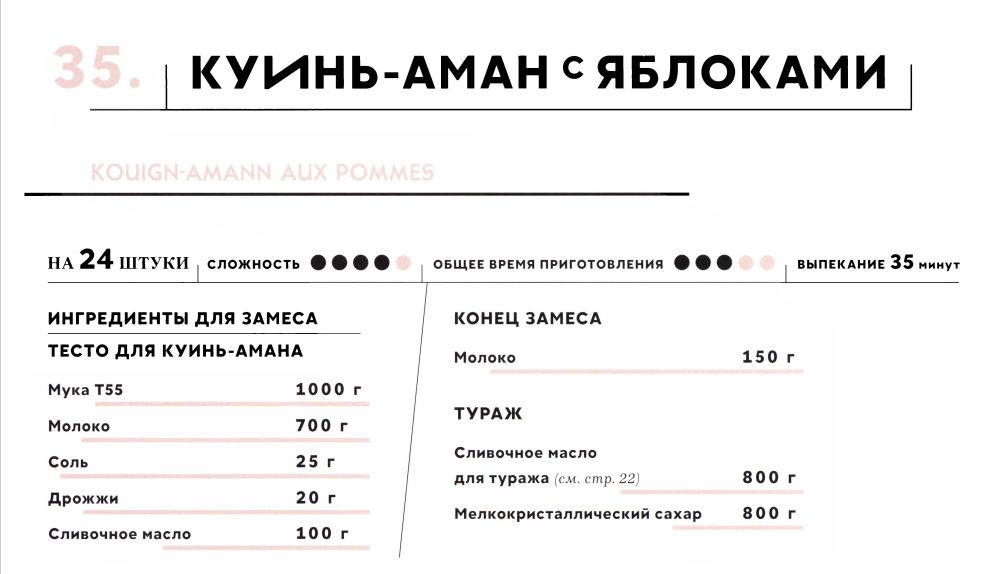 35. КУИНЬ-АМАН С ЯБЛОКАМИ
KOUIGN-AMANN AUX POMMES
НА 24 ШТУКИ СЛОЖНОСТЬ ОБЩЕЕ ВРЕМЯ ПРИГОТОВЛЕНИЯ ВЫПЕКАНИЕ 35 минут
ИНГРЕДИЕНТЫ ДЛЯ ЗАМЕСА
ТЕСТО ДЛЯ КУИНЬ-АМАНА
Мука Т55 1000 г
Молоко 700 г
Соль 25 г
Дрожжи 20 г
Сливочное масло 100 г
КОНЕЦ ЗАМЕСА
Молоко 150 г
ТУРАЖ
Сливочное масло
для туража (см. стр. 22) 800 г
Мелкокристаллический сахар 800 г